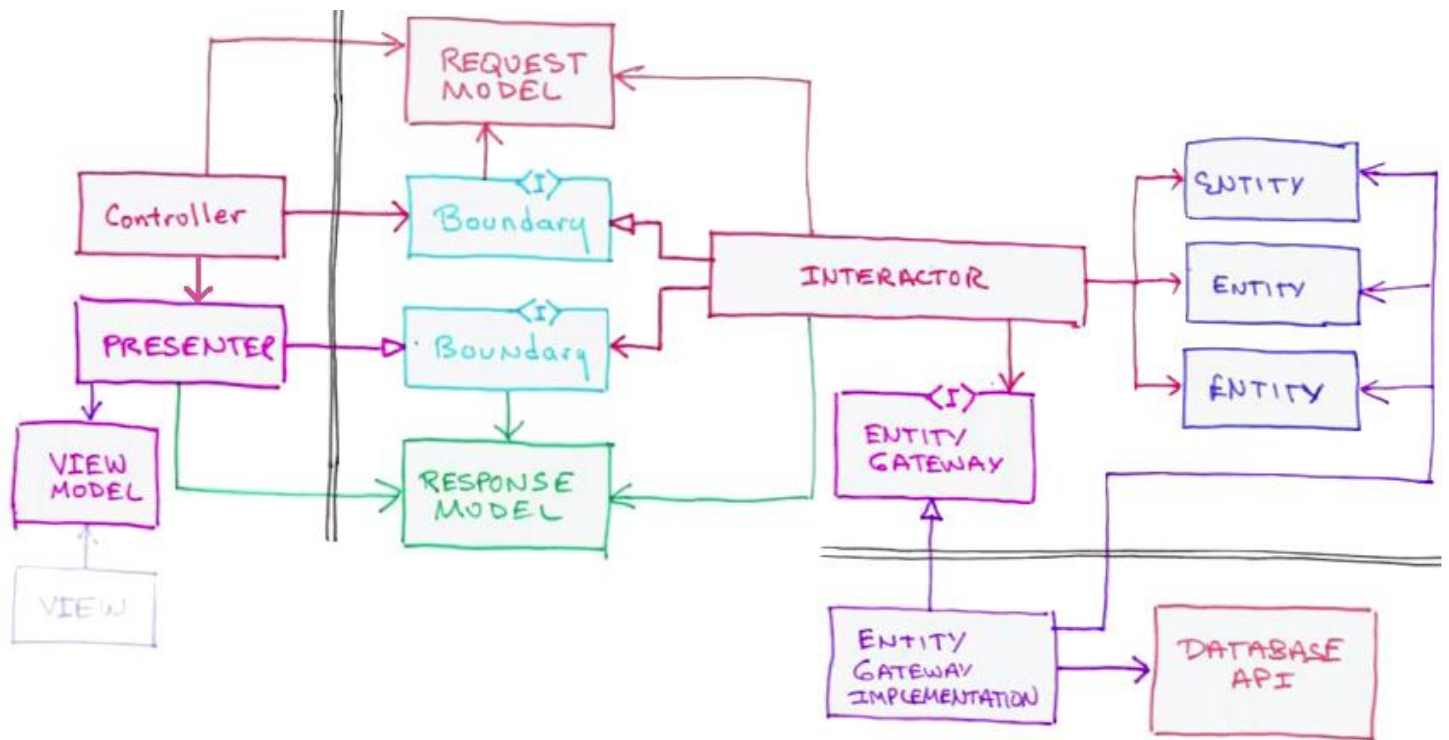 REQUEST
MODEL
Controller
<I>
Boundary
INTERACTOR
ENTITY
ENTITY
ENTITY
PRESENTER
<I>
Boundary
<I>
ENTITY
GATEWAY
VIEW
MODEL
RESPONSE
MODEL
VIEW
ENTITY
GATEWAY
IMPLEMENTATION
DATABASE
API